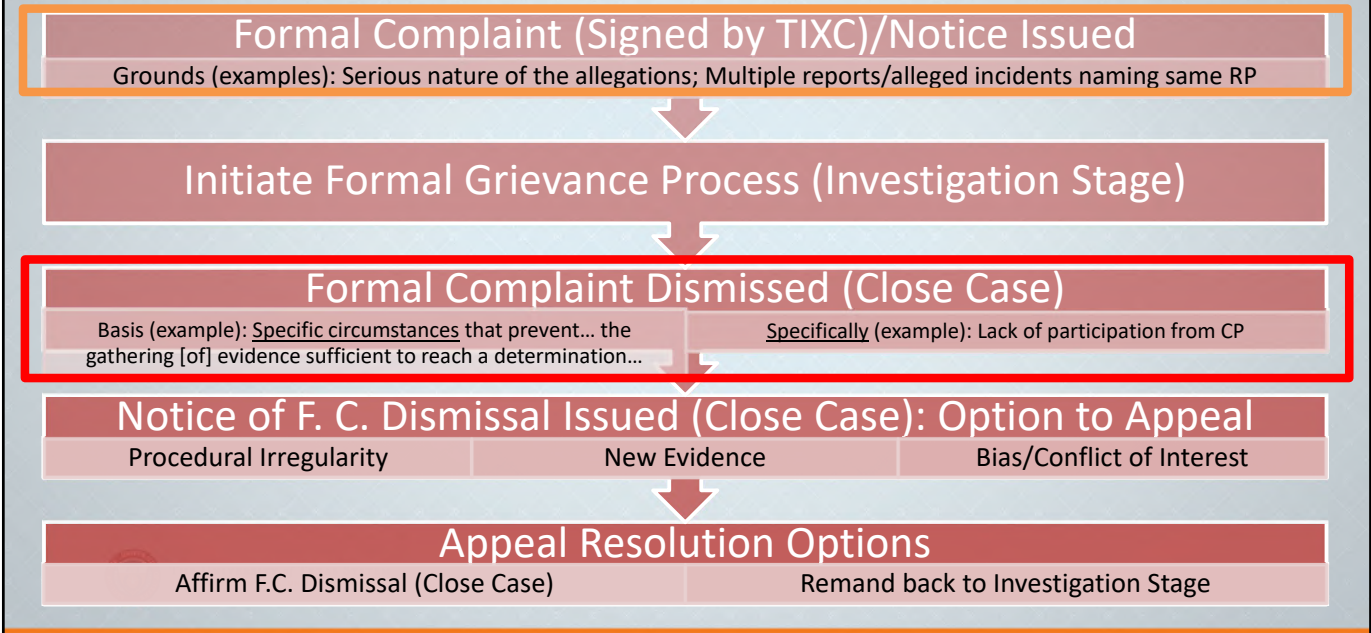 Formal Complaint (Signed by TIXC)/Notice Issued
Grounds (examples): Serious nature of the allegations; Multiple reports/alleged incidents naming same RP
Initiate Formal Grievance Process (Investigation Stage)
Formal Complaint Dismissed (Close Case)
Basis (example): Specific circumstances that prevent… the
gathering [of] evidence sufficient to reach a determination…
Specifically (example): Lack of participation from CP
Notice of F. C. Dismissal Issued (Close Case): Option to Appeal
Procedural Irregularity
New Evidence
Bias/Conflict of Interest
Appeal Resolution Options
Affirm F.C. Dismissal (Close Case)
Remand back to Investigation Stage